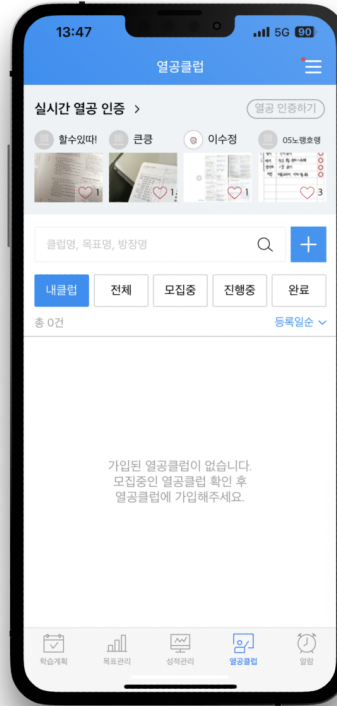 13:47
5G 90
열공클럽
실시간 열공 인증 >
열공 인증하기
할수있따!
큰콩
이수정
05노랭호랭
1
1
1
3
클럽명, 목표명, 방장명
내클럽
전체
모집중
진행중
완료
총 0건
등록일순
가입된 열공클럽이 없습니다.
모집중인 열공클럽 확인 후
열공클럽에 가입해주세요.
학습계획
목표관리
성적관리
열공클럽
알람